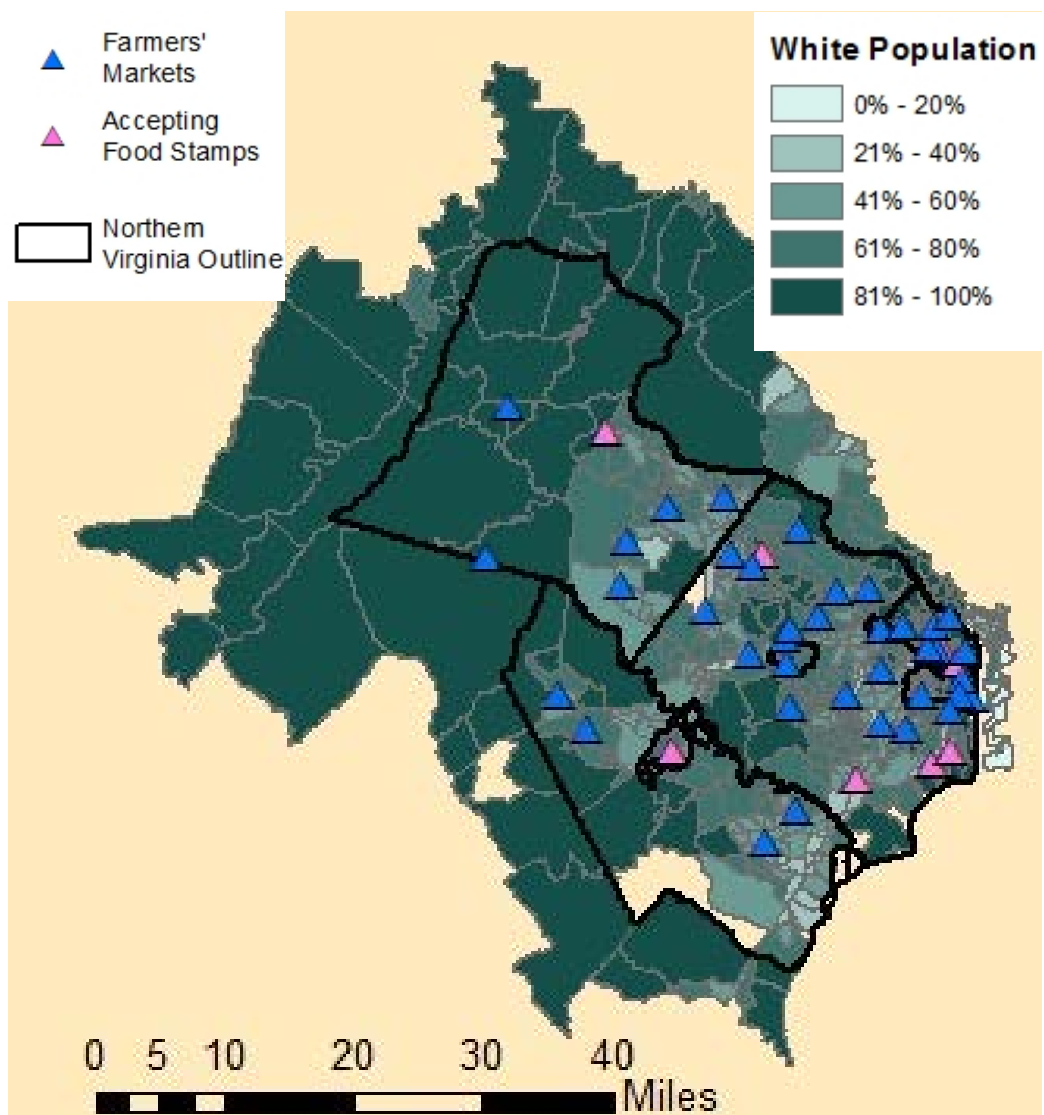 Farmers'
Markets
Accepting
Food Stamps
Northern
Virginia Outline
White Population
0% - 20%
21% - 40%
41% - 60%
61% - 80%
81% - 100%
0 5 10 20 30 40
Miles